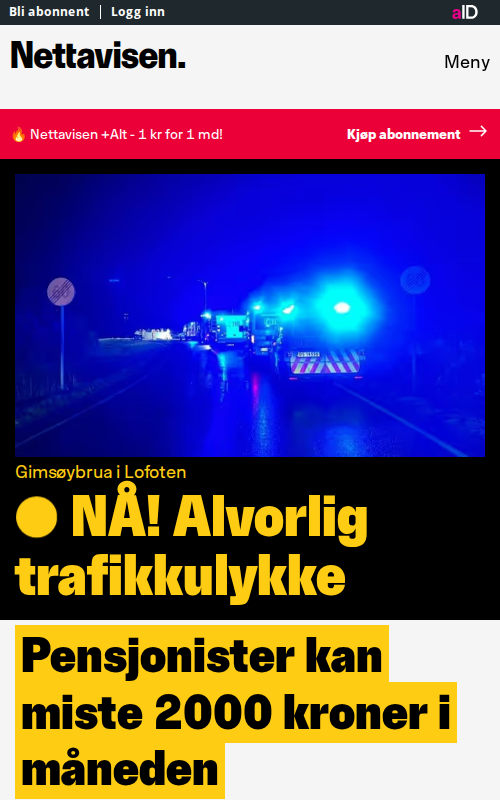 Bli abonnent
Logg inn
aID
Nettavisen.
Meny
🔥 Nettavisen +Alt - 1 kr for 1 md!
Kjøp abonnement →
Gimsøybrua i Lofoten
NÅ! Alvorlig
trafikkulykke
Pensjonister kan
miste 2000 kroner i
måneden